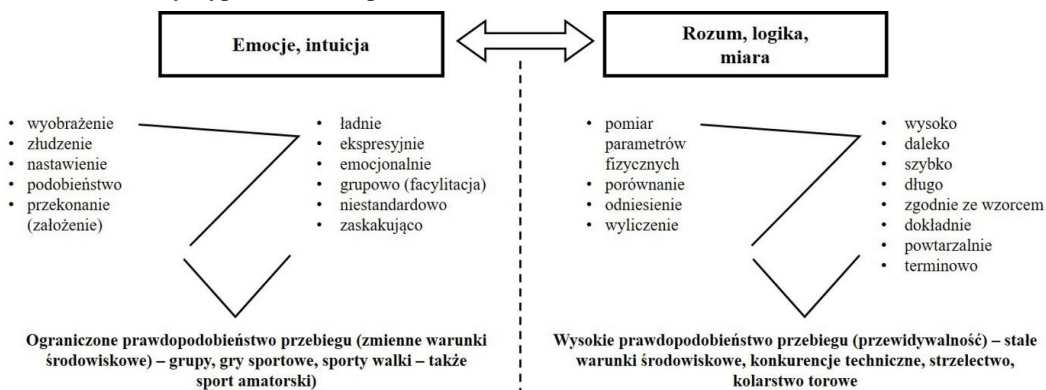 Emocje, intuicja
Rozum, logika,
miara
• wyobrażenie
• złudzenie
• nastawienie
• podobieństwo
• przekonanie
(założenie)
• ładnie
• ekspresyjnie
• emocjonalnie
• grupowo (facylitacja)
• niestandardowo
• zaskakująco
• pomiar
parametrów
fizycznych
• porównanie
• odniesienie
• wyliczenie
• wysoko
• daleko
• szybko
• długo
• zgodnie ze wzorcem
• dokładnie
• powtarzalnie
• terminowo
Ograniczone prawdopodobieństwo przebiegu (zmienne warunki
środowiskowe) – grupy, gry sportowe, sporty walki – także
sport amatorski)
Wysokie prawdopodobieństwo przebiegu (przewidywalność) – stałe
warunki środowiskowe, konkurencje techniczne, strzelectwo,
kolarstwo torowe